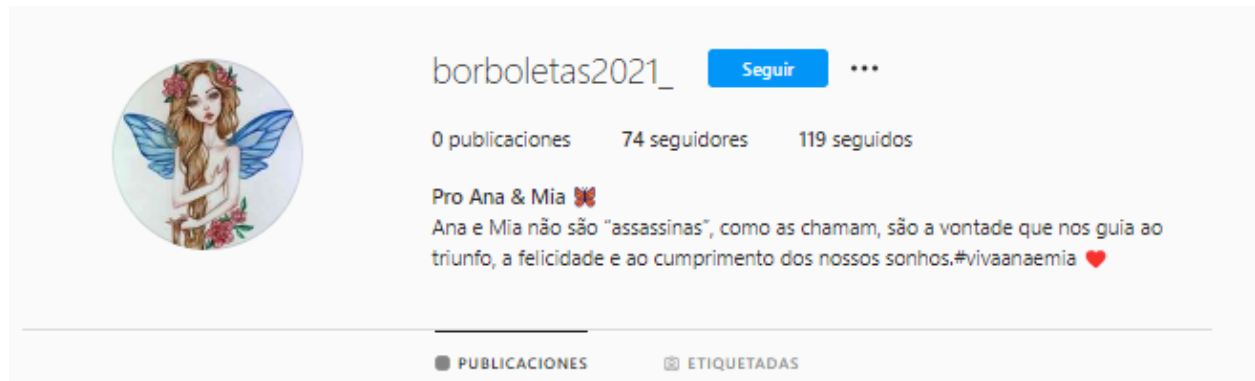 borboletas2021_ Seguir
0 publicaciones 74 seguidores 119 seguidos
Pro Ana & Mia 🦋
Ana e Mia não são “assassinas”, como as chamam, são a vontade que nos guia ao
triunfo, a felicidade e ao cumprimento dos nossos sonhos.#vivaanaemia ♥
PUBLICACIONES ETIQUETADAS